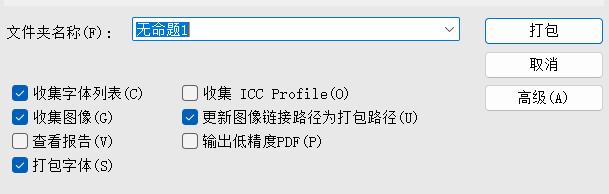 文件夹名称(F)： 无命题1 打包
取消
收集字体列表(C) 收集 ICC Profile(O) 高级(A)
收集图像(G) 更新图像链接路径为打包路径(U)
查看报告(V) 输出低精度PDF(P)
打包字体(S)